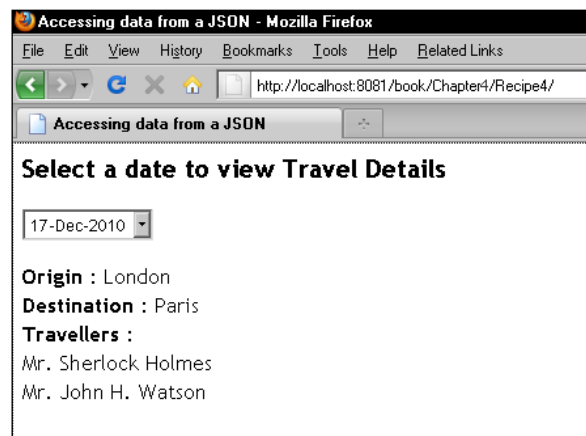 Accessing data from a JSON - Mozilla Firefox
File Edit View History Bookmarks Tools Help Related Links
http://localhost:8081/book/Chapter4/Recipe4/
Accessing data from a JSON
Select a date to view Travel Details
17-Dec-2010
Origin : London
Destination : Paris
Travellers :
Mr. Sherlock Holmes
Mr. John H. Watson